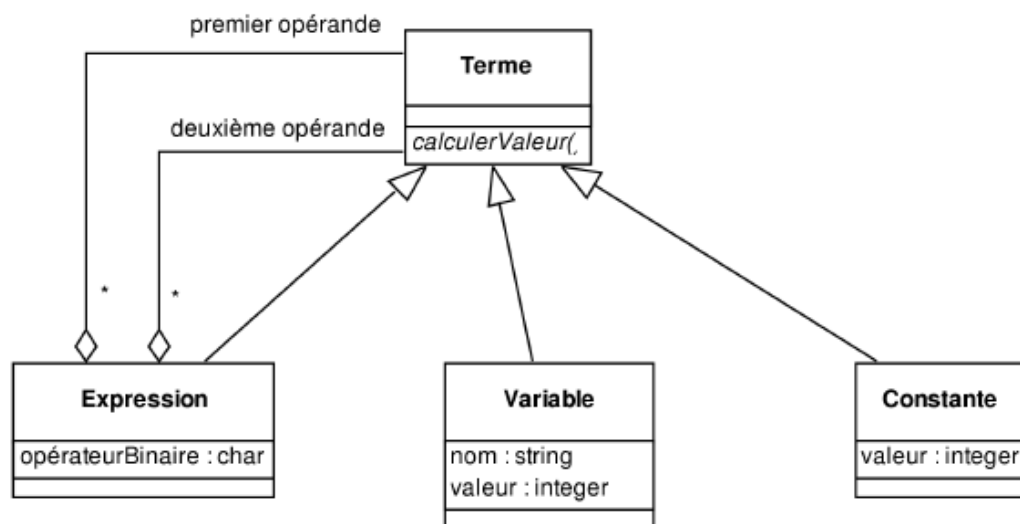 premier opérande
Terme
deuxième opérande
calculerValeur(
*
*
Expression
opérateurBinaire : char
Variable
nom : string
valeur : integer
Constante
valeur : integer